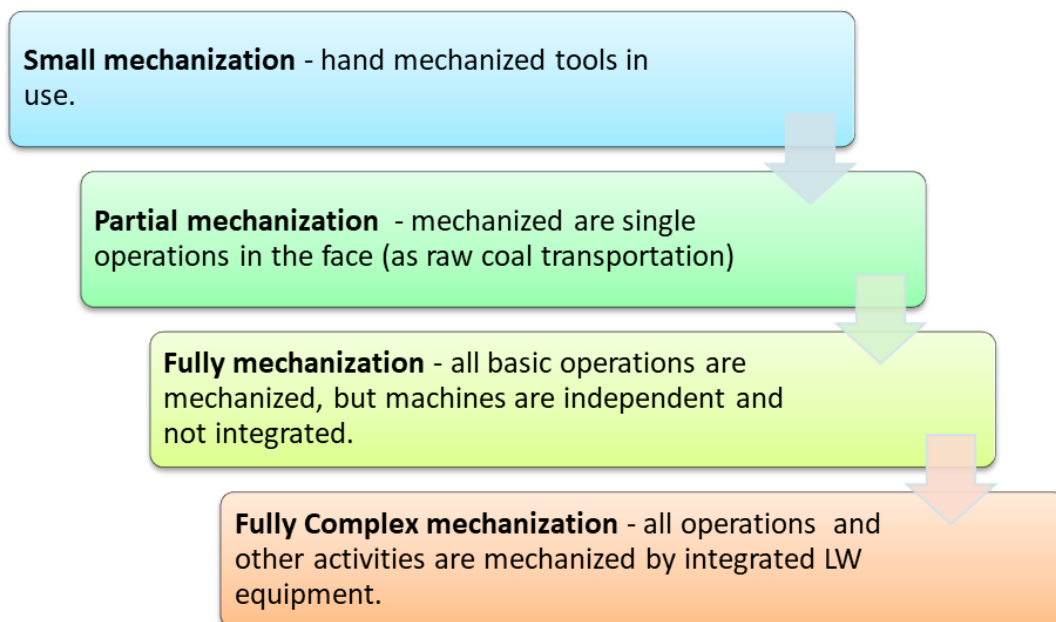 Small mechanization - hand mechanized tools in
use.
Partial mechanization - mechanized are single
operations in the face (as raw coal transportation)
Fully mechanization - all basic operations are
mechanized, but machines are independent and
not integrated.
Fully Complex mechanization - all operations and
other activities are mechanized by integrated LW
equipment.